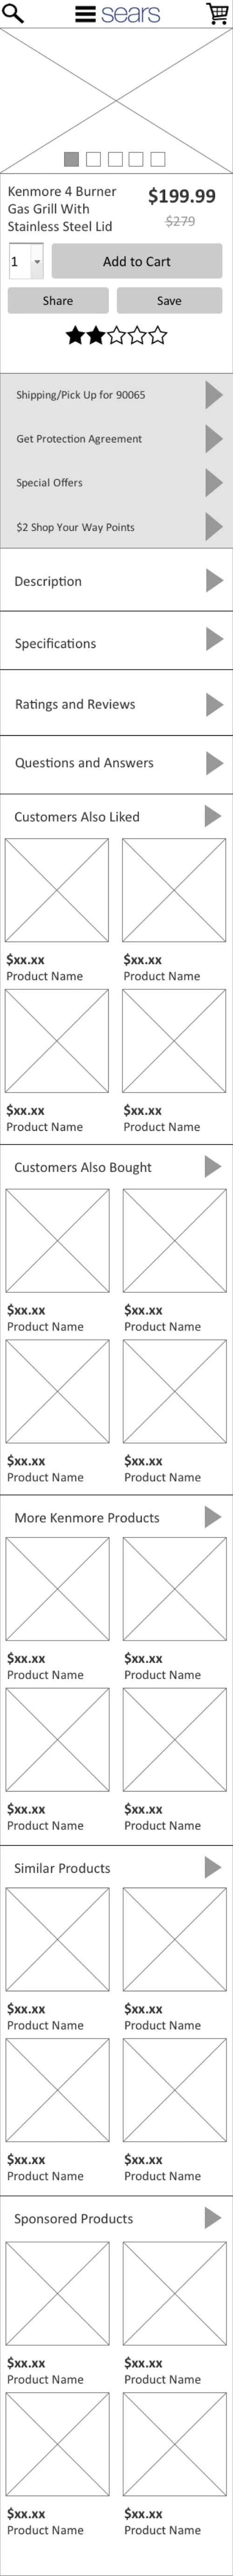 sears
Kenmore 4 Burner
Gas Grill With
Stainless Steel Lid
$199.99
$279
1
Add to Cart
Share
Save
Shipping/Pick Up for 90065
Get Protection Agreement
Special Offers
$2 Shop Your Way Points
Description
Specifications
Ratings and Reviews
Questions and Answers
Customers Also Liked
$xx.xx $xx.xx
Product Name Product Name
$xx.xx $xx.xx
Product Name Product Name
Customers Also Bought
$xx.xx $xx.xx
Product Name Product Name
$xx.xx $xx.xx
Product Name Product Name
More Kenmore Products
$xx.xx $xx.xx
Product Name Product Name
$xx.xx $xx.xx
Product Name Product Name
Similar Products
$xx.xx $xx.xx
Product Name Product Name
$xx.xx $xx.xx
Product Name Product Name
Sponsored Products
$xx.xx $xx.xx
Product Name Product Name
$xx.xx $xx.xx
Product Name Product Name